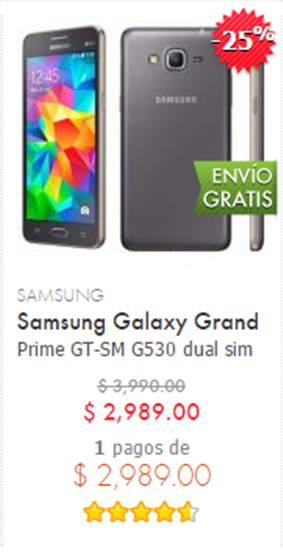 -25%
SAMSUNG
ENVÍO
GRATIS
SAMSUNG
Samsung Galaxy Grand
Prime GT-SM G530 dual sim
$ 3,990.00
$ 2,989.00
1 pagos de
$ 2,989.00